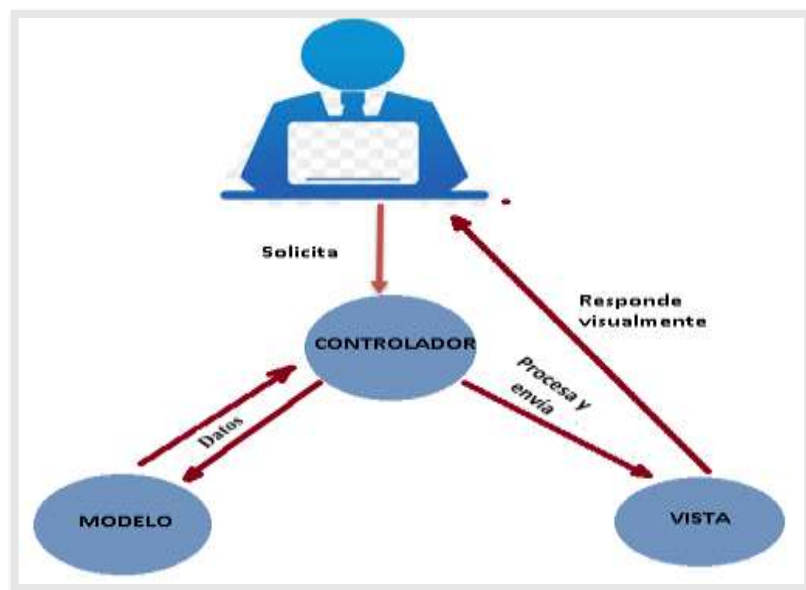 Solicita
Responde
visualmente
CONTROLADOR
Procesa y
envía
Datos
MODELO
VISTA